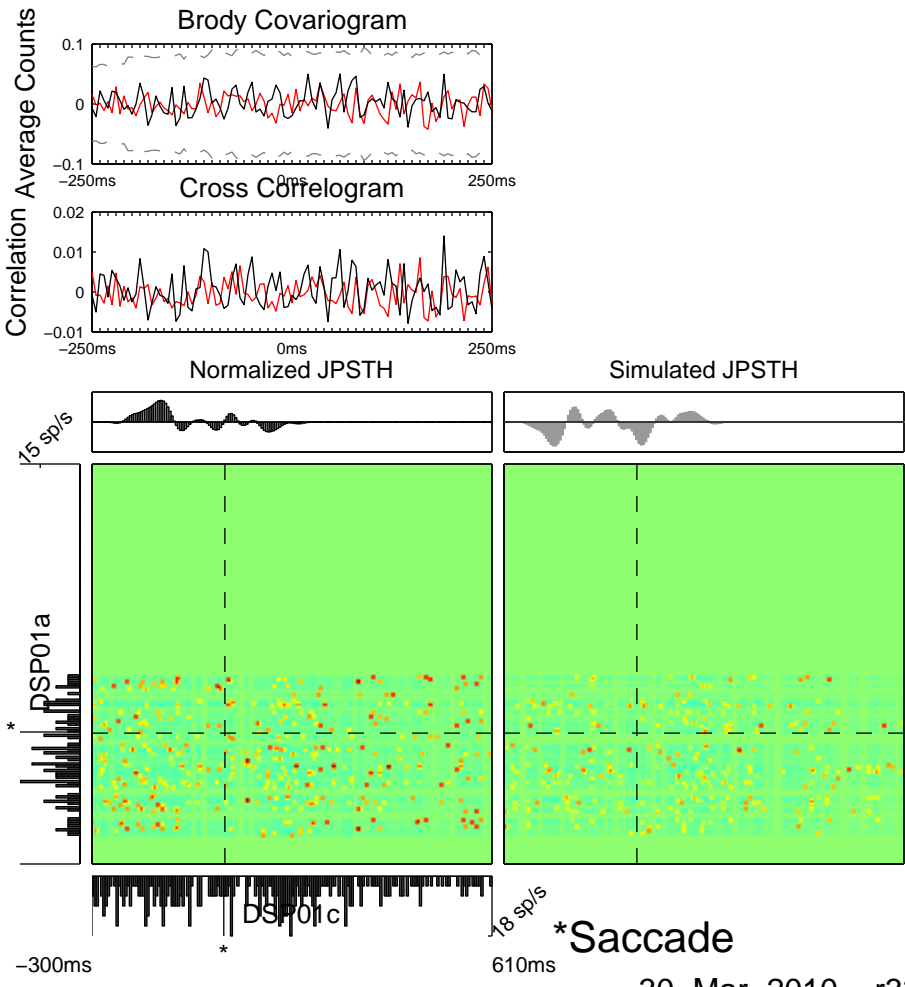 Brody Covariogram
Average Counts
0.1
0
−0.1
−250ms
0ms
250ms
Cross Correlogram
Correlation
0.02
0.01
0
−0.01
−250ms
0ms
250ms
Normalized JPSTH
Simulated JPSTH
15 sp/s
DSP01a
*
DSP01c
18 sp/s
*
*Saccade
−300ms
610ms